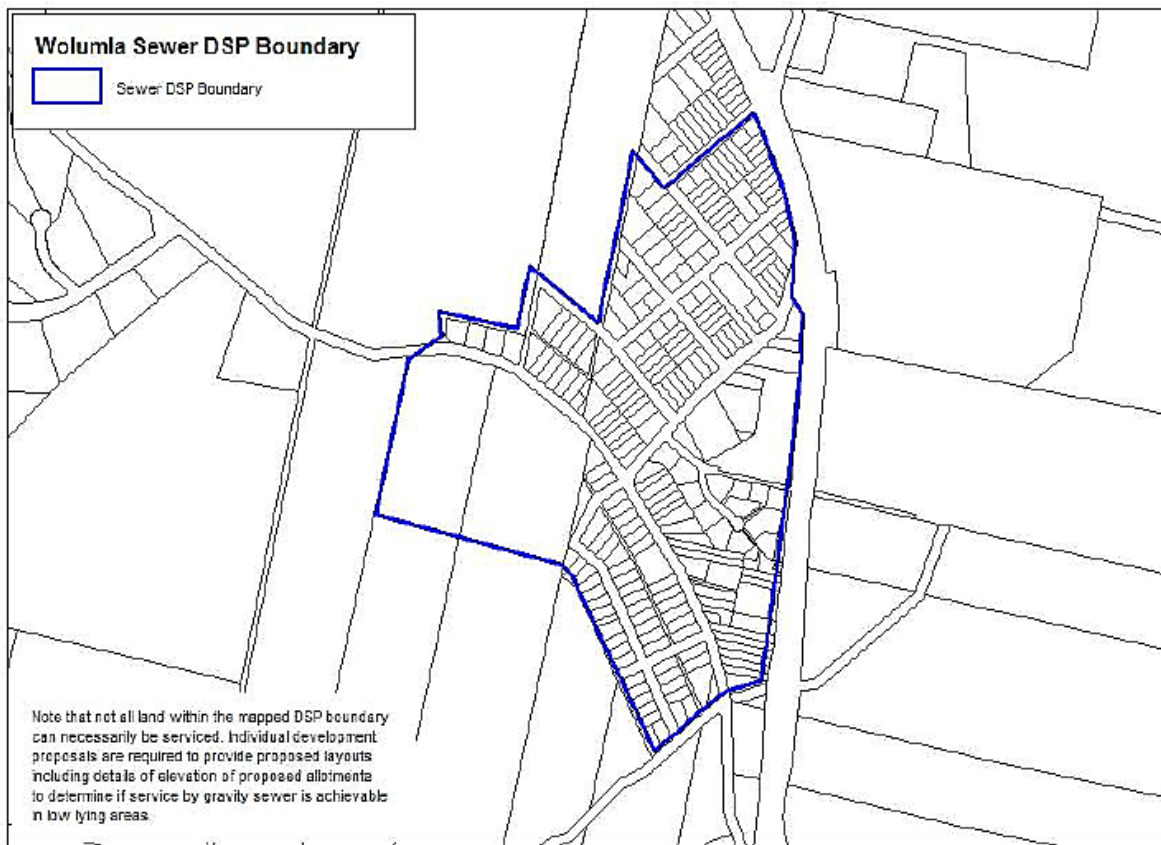 Wolumla Sewer DSP Boundary
Sewer DSP Boundary
Note that not all land within the mapped DSP boundary
can necessarily be serviced. Individual development
proposals are required to provide proposed layouts
including details of elevation of proposed allotments
to determine if service by gravity sewer is achievable
in low lying areas.